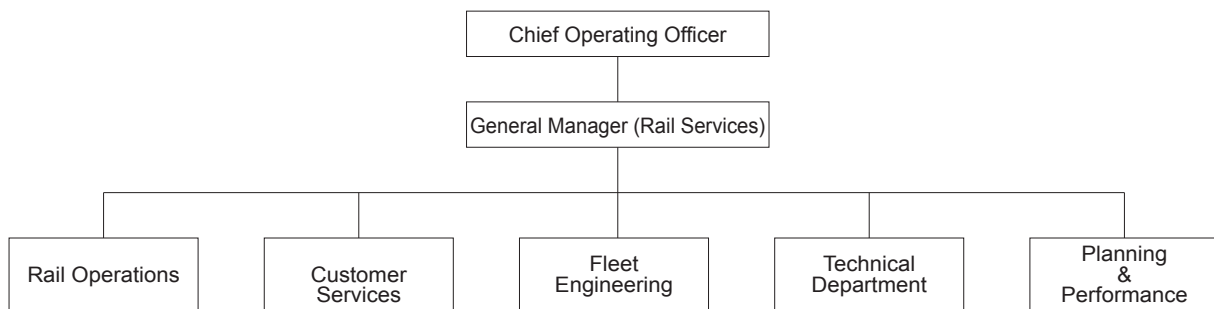 Chief Operating Officer
General Manager (Rail Services)
Rail Operations
Customer
Services
Fleet
Engineering
Technical
Department
Planning
&
Performance